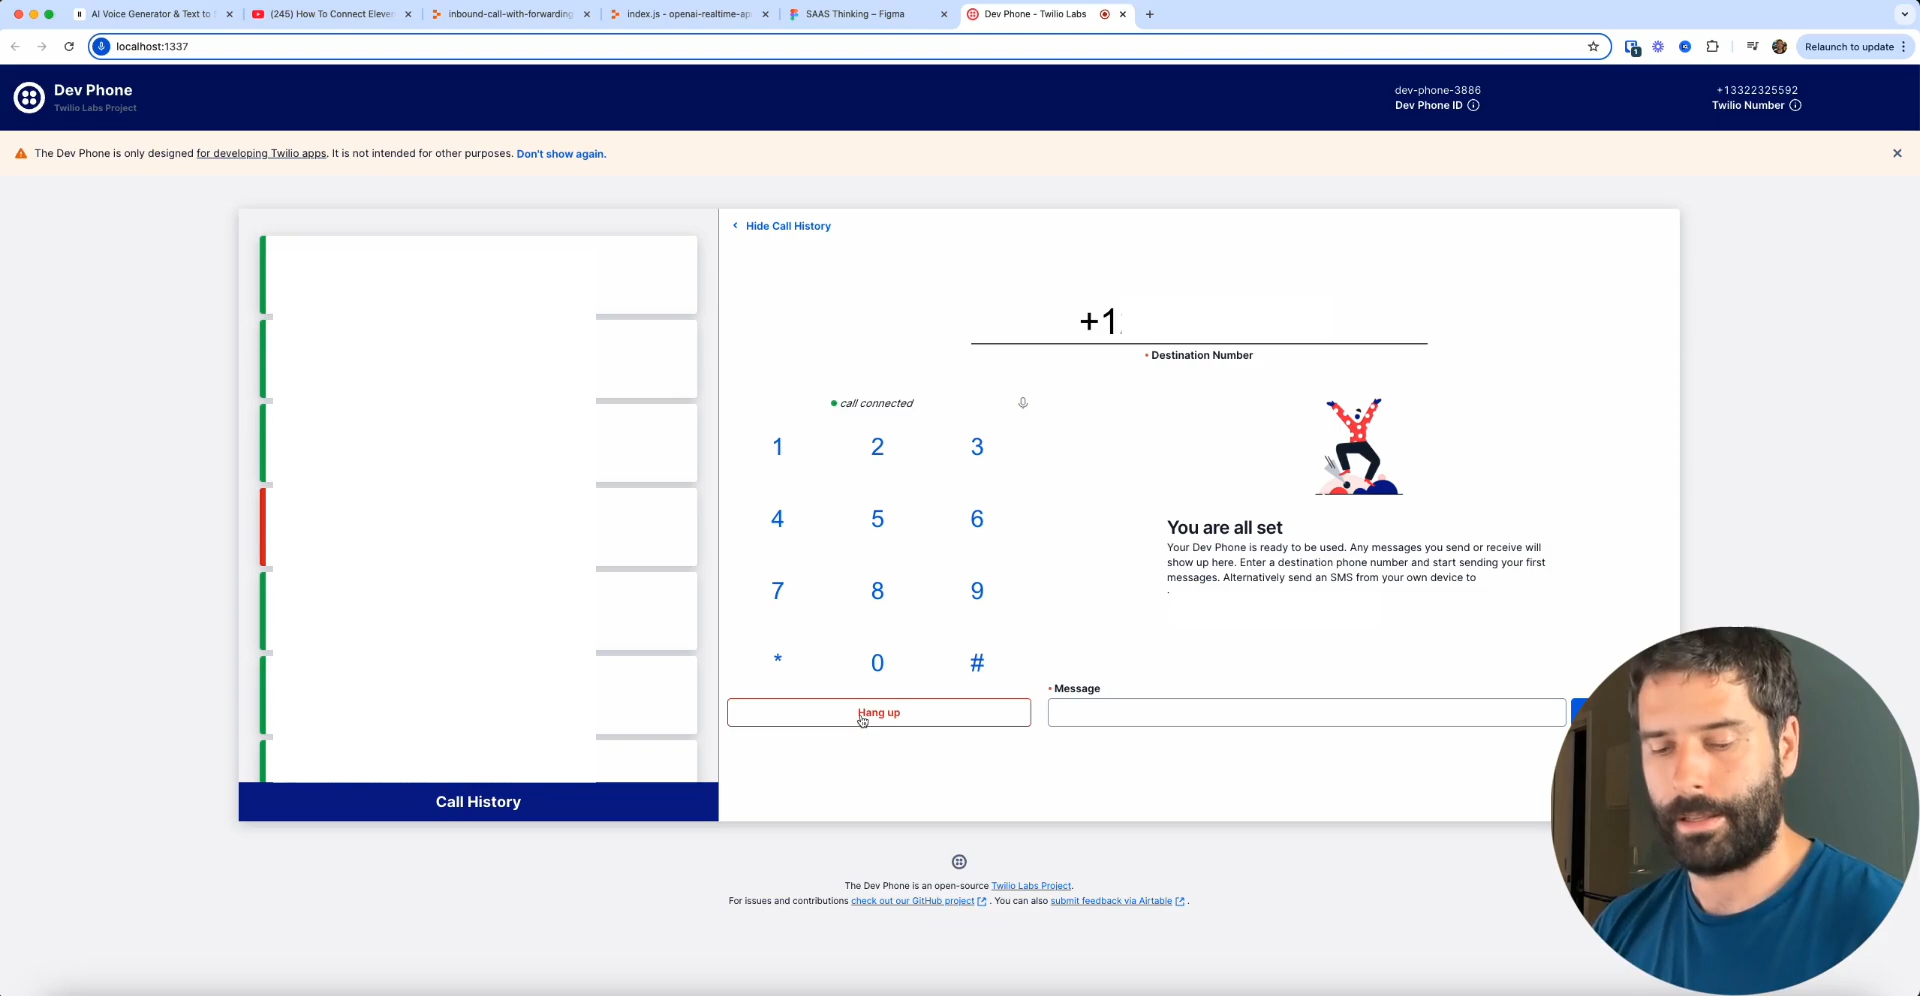 AI Voice Generator & Text to S
(245) How To Connect Eleven
inbound-call-with-forwarding
index.js - openai-realtime-api
SAAS Thinking – Figma
Dev Phone - Twilio Labs
localhost:1337
1
Relaunch to update
Dev Phone
Twilio Labs Project
dev-phone-3886
Dev Phone ID
+13322325592
Twilio Number
The Dev Phone is only designed for developing Twilio apps. It is not intended for other purposes. Don't show again.
Hide Call History
+1
• Destination Number
call connected
1 2 3
4 5 6
7 8 9
* 0 #
You are all set
Your Dev Phone is ready to be used. Any messages you send or receive will
show up here. Enter a destination phone number and start sending your first
messages. Alternatively send an SMS from your own device to
.
• Message
Hang up
Call History
The Dev Phone is an open-source Twilio Labs Project.
For issues and contributions check out our GitHub project . You can also submit feedback via Airtable .